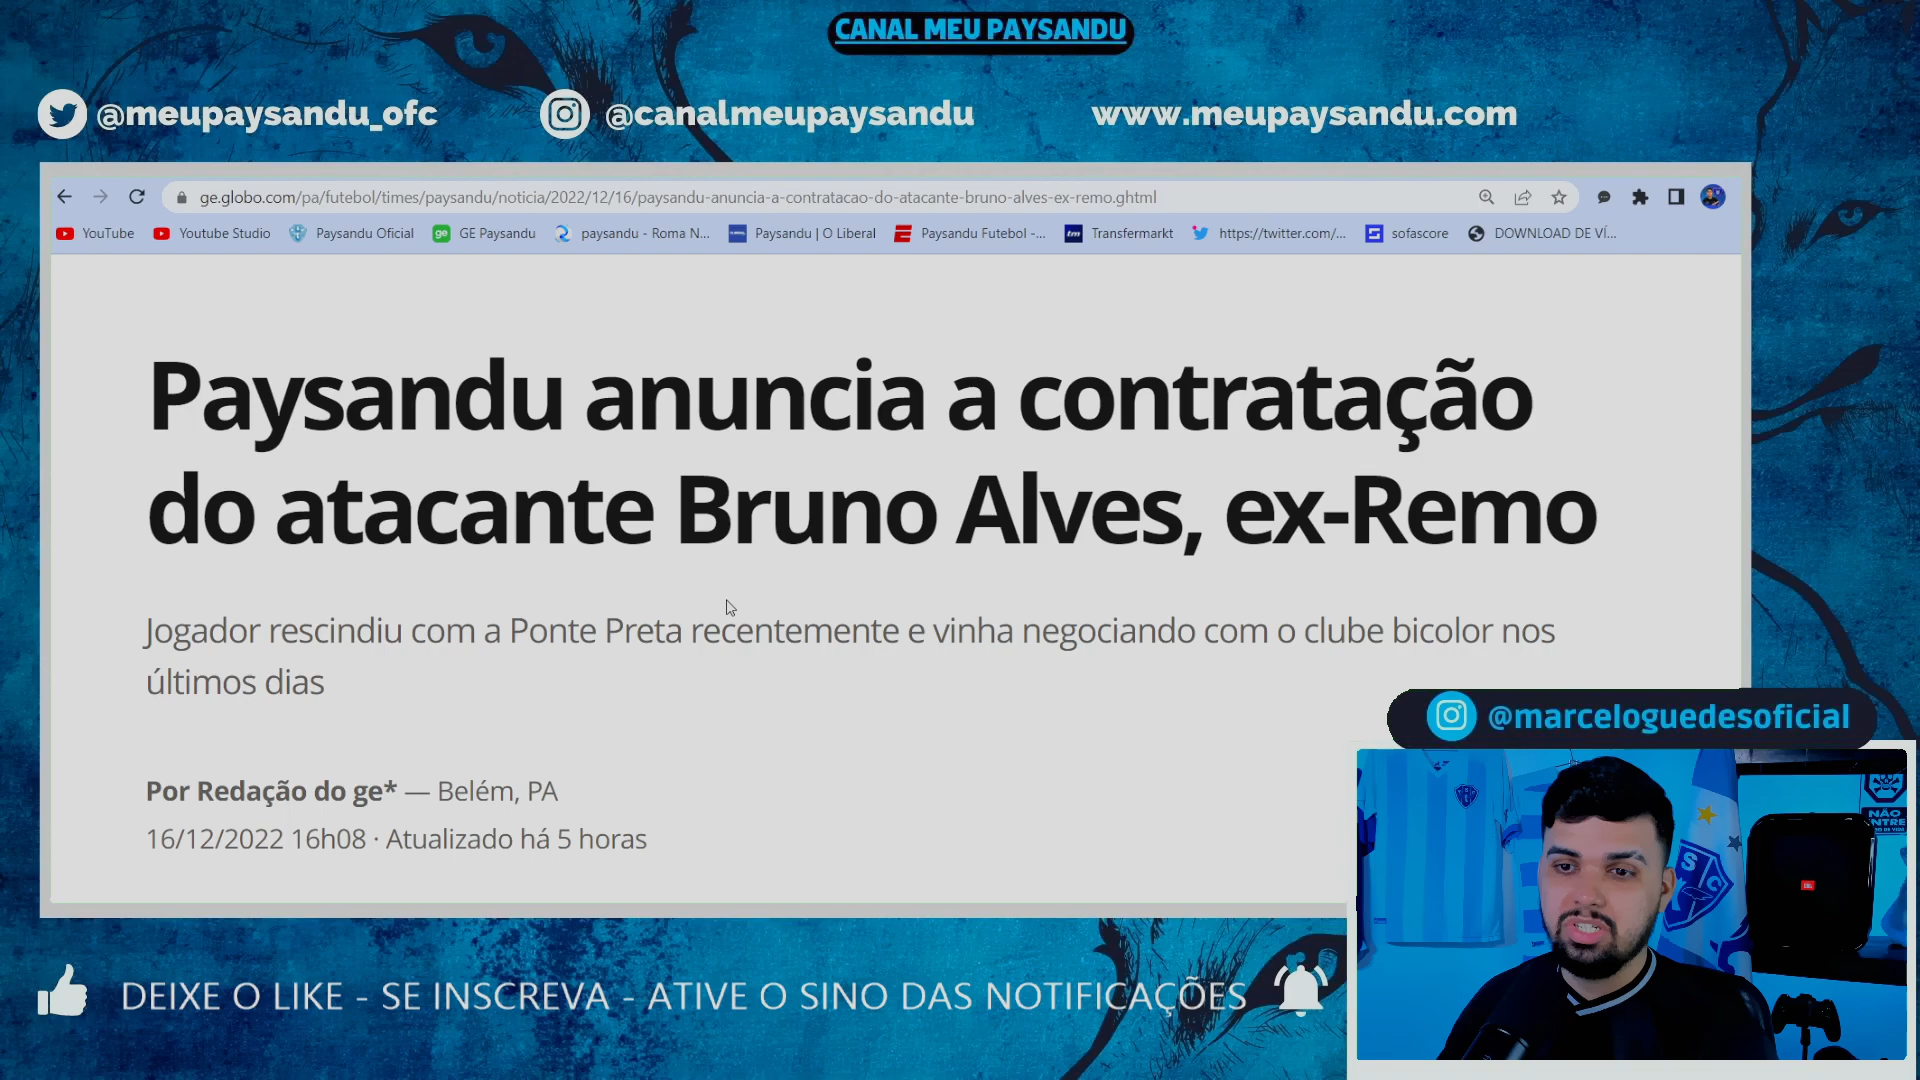 CANAL MEU PAYSANDU
@meupaysandu_ofc
@canalmeupaysandu
www.meupaysandu.com
ge.globo.com/pa/futebol/times/paysandu/noticia/2022/12/16/paysandu-anuncia-a-contratacao-do-atacante-bruno-alves-ex-remo.ghtml
YouTube Youtube Studio Paysandu Oficial ge GE Paysandu paysandu - Roma N... Paysandu | O Liberal Paysandu Futebol -... tm Transfermarkt https://twitter.com/... sofascore DOWNLOAD DE VÍ...
Paysandu anuncia a contratação
do atacante Bruno Alves, ex-Remo
Jogador rescindiu com a Ponte Preta recentemente e vinha negociando com o clube bicolor nos
últimos dias
Por Redação do ge* — Belém, PA
16/12/2022 16h08 · Atualizado há 5 horas
@marceloguedesoficial
NÃO
NTRE
JBL
DEIXE O LIKE - SE INSCREVA - ATIVE O SINO DAS NOTIFICAÇÕES